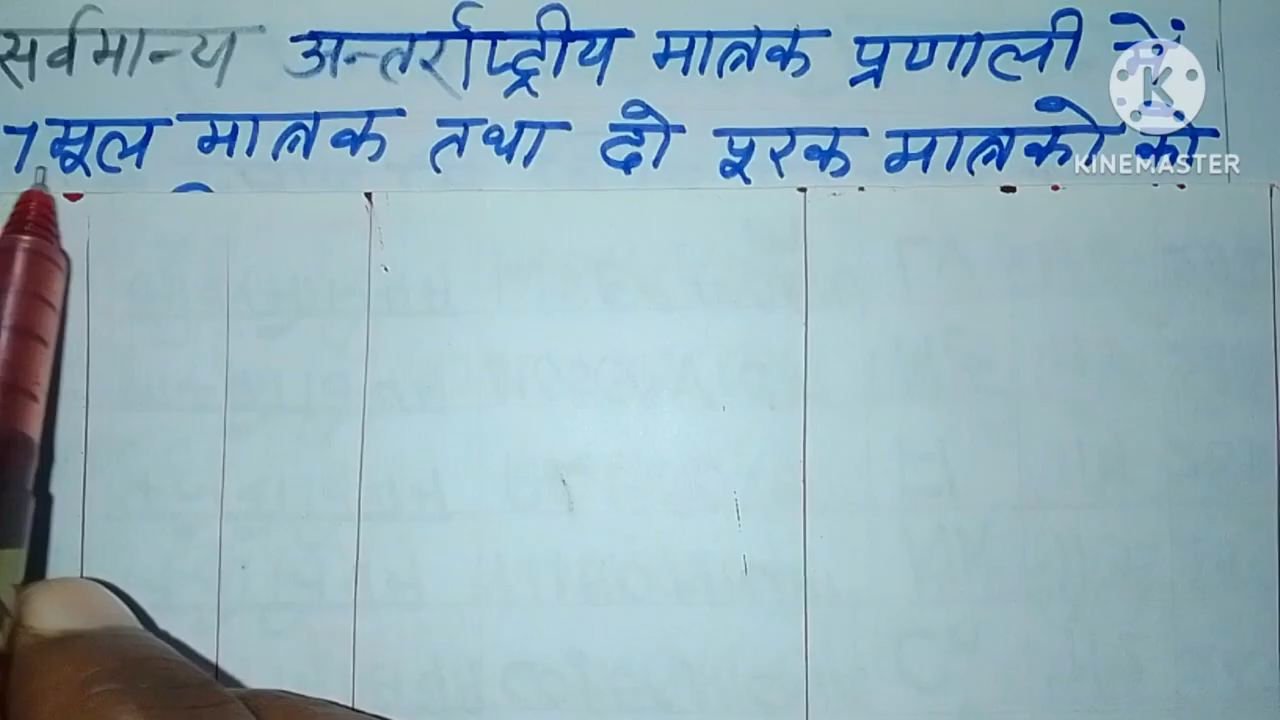 सर्वमान्य अन्तर्राष्ट्रीय मात्रक प्रणाली में
7 मूल मात्रक तथा दो पूरक मात्रको को
K
KINEMASTER